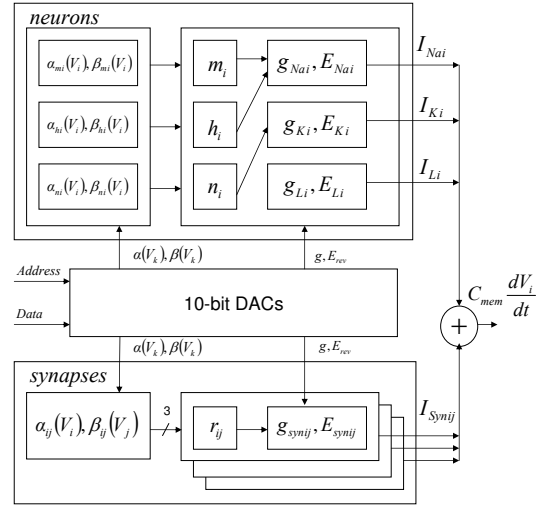 neurons
α_mi(V_i), β_mi(V_i)
m_i
g_Nai, E_Nai
I_Nai
α_hi(V_i), β_hi(V_i)
h_i
g_Ki, E_Ki
I_Ki
α_ni(V_i), β_ni(V_i)
n_i
g_Li, E_Li
I_Li
α(V_k), β(V_k)
g, E_rev
Address
Data
10-bit DACs
C_mem dV_i/dt
+
α(V_k), β(V_k)
g, E_rev
synapses
I_Synij
α_ij(V_i), β_ij(V_j)
3
r_ij
g_synij, E_synij